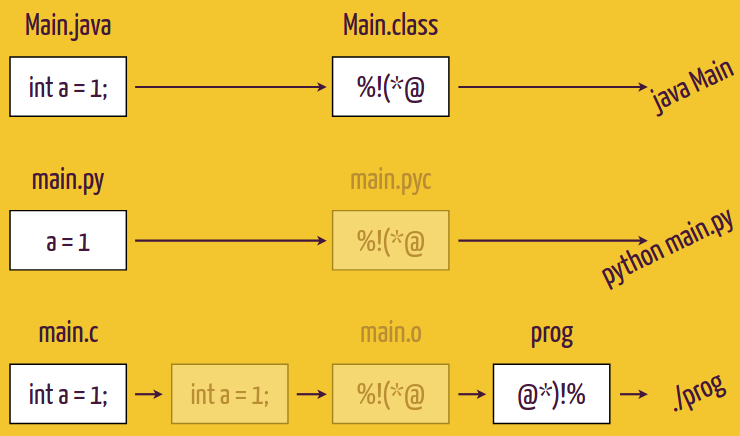 Main.java
Main.class
int a = 1;
%!(*@
java Main
main.py
main.pyc
a = 1
%!(*@
python main.py
main.c
main.o
prog
int a = 1;
int a = 1;
%!(*@
@*)!%
./prog